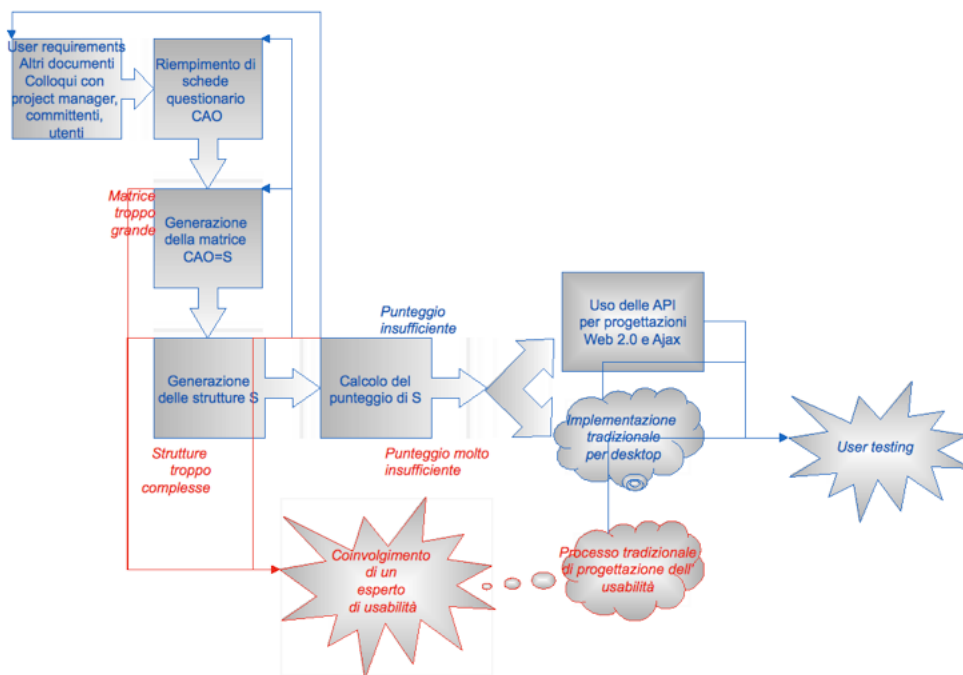 User requirements
Altri documenti
Colloqui con
project manager,
committenti,
utenti
Riempimento di
schede
questionario
CAO
Matrice
troppo
grande
Generazione
della matrice
CAO=S
Generazione
delle strutture S
Strutture
troppo
complesse
Calcolo del
punteggio di S
Punteggio
insufficiente
Punteggio molto
insufficiente
Uso delle API
per progettazioni
Web 2.0 e Ajax
Implementazione
tradizionale
per desktop
User testing
Coinvolgimento
di un
esperto
di usabilità
Processo tradizionale
di progettazione dell'
usabilità